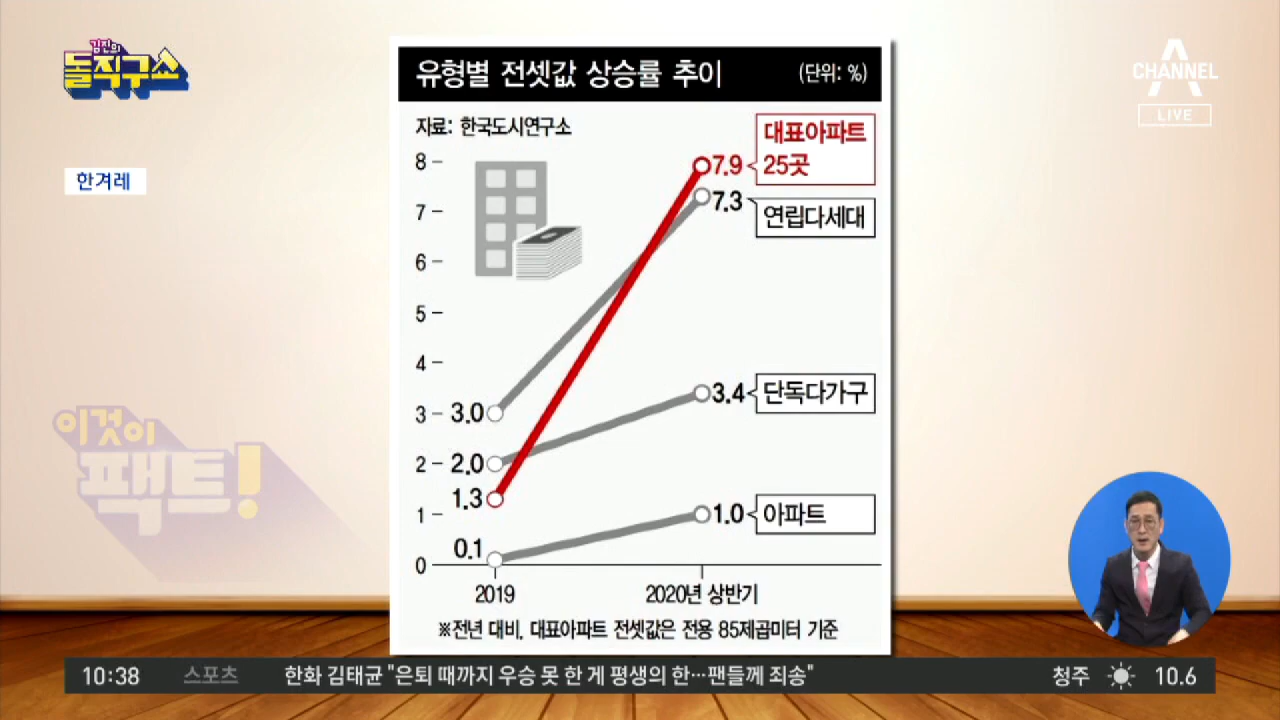 김진의
돌직구쇼
CHANNEL A
LIVE
한겨레
유형별 전셋값 상승률 추이
(단위: %)
자료: 한국도시연구소
8
7
6
5
4
3
2
1
0
3.0
2.0
1.3
0.1
7.9
대표아파트
25곳
7.3
연립다세대
3.4
단독다가구
1.0
아파트
2019
2020년 상반기
※전년 대비, 대표아파트 전셋값은 전용 85제곱미터 기준
이것이
팩트!
10:38
스포츠
한화 김태균 "은퇴 때까지 우승 못 한 게 평생의 한…팬들께 죄송"
청주
10.6